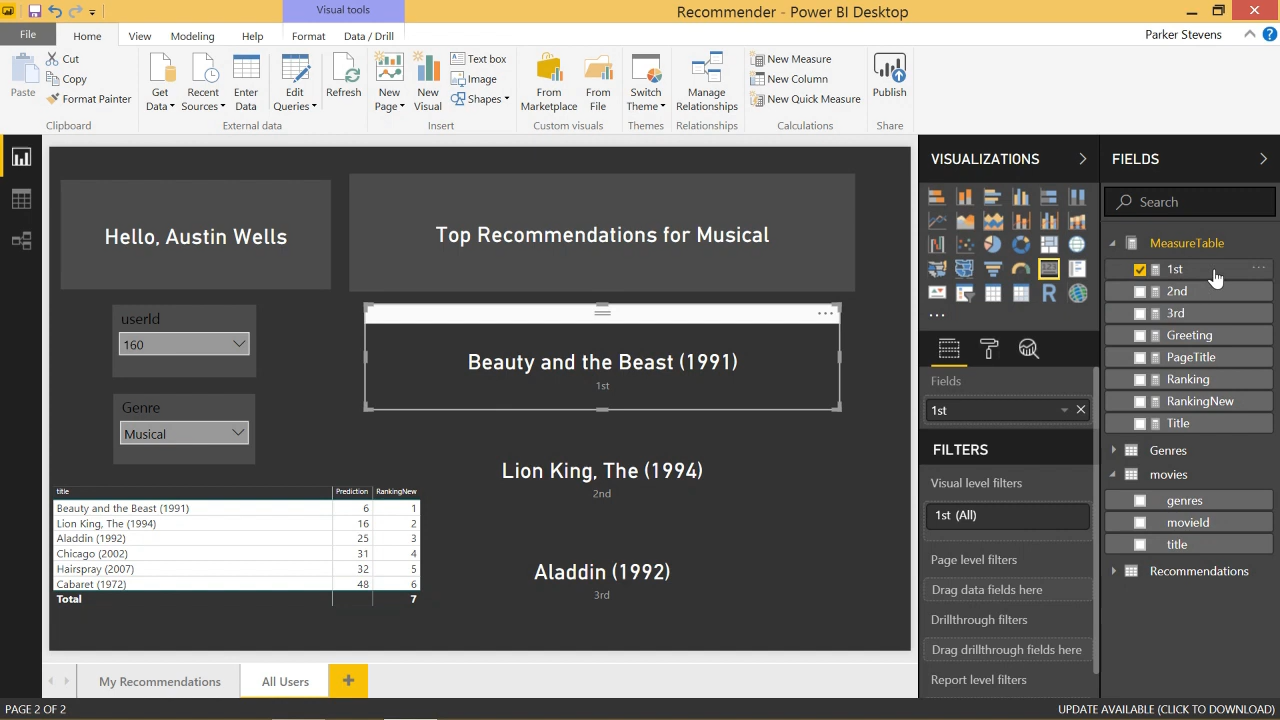 Visual tools
Recommender - Power BI Desktop
File
Home
View
Modeling
Help
Format
Data / Drill
Parker Stevens
Paste
Cut
Copy
Format Painter
Clipboard
Get Data
Recent Sources
Enter Data
External data
Edit Queries
Refresh
New Page
New Visual
Text box
Image
Shapes
Insert
From Marketplace
From File
Custom visuals
Switch Theme
Themes
Manage Relationships
Relationships
New Measure
New Column
New Quick Measure
Calculations
Publish
Share
Hello, Austin Wells
Top Recommendations for Musical
userId
160
Genre
Musical
Beauty and the Beast (1991)
1st
Lion King, The (1994)
2nd
Aladdin (1992)
3rd
title Prediction RankingNew
Beauty and the Beast (1991) 6 1
Lion King, The (1994) 16 2
Aladdin (1992) 25 3
Chicago (2002) 31 4
Hairspray (2007) 32 5
Cabaret (1972) 48 6
Total 7
VISUALIZATIONS
R
Fields
1st
FILTERS
Visual level filters
1st (All)
Page level filters
Drag data fields here
Drillthrough filters
Drag drillthrough fields here
Report level filters
FIELDS
Search
MeasureTable
1st
2nd
3rd
Greeting
PageTitle
Ranking
RankingNew
Title
Genres
movies
genres
movieId
title
Recommendations
My Recommendations
All Users
PAGE 2 OF 2
UPDATE AVAILABLE (CLICK TO DOWNLOAD)